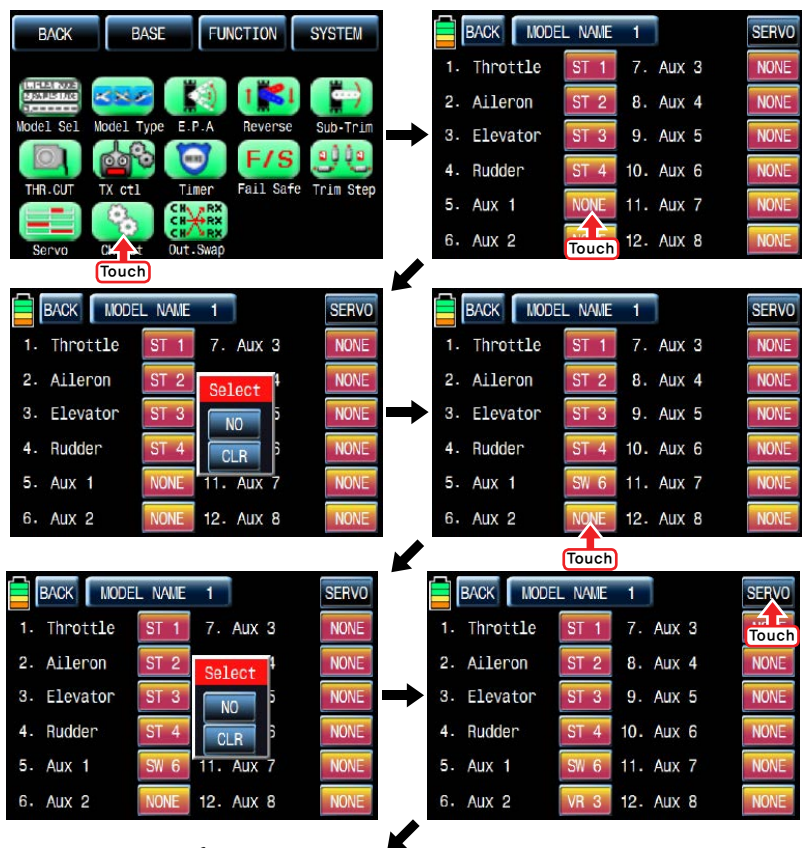 BACK BASE FUNCTION SYSTEM
Model Sel Model Type E.P.A Reverse Sub-Trim
F/S
THR.CUT TX ctl Timer Fail Safe Trim Step
CH RX
CH RX
CH RX
Servo Out.Swap
Touch
BACK MODEL NAME 1 SERVO
1. Throttle ST 1 7. Aux 3 NONE
2. Aileron ST 2 8. Aux 4 NONE
3. Elevator ST 3 9. Aux 5 NONE
4. Rudder ST 4 10. Aux 6 NONE
5. Aux 1 NONE 11. Aux 7 NONE
6. Aux 2 12. Aux 8 NONE
Touch
BACK MODEL NAME 1 SERVO
1. Throttle ST 1 7. Aux 3 NONE
2. Aileron ST 2 4 NONE
Select
3. Elevator ST 3 NO 5 NONE
4. Rudder ST 4 CLR 6 NONE
5. Aux 1 NONE 11. Aux 7 NONE
6. Aux 2 NONE 12. Aux 8 NONE
BACK MODEL NAME 1 SERVO
1. Throttle ST 1 7. Aux 3 NONE
2. Aileron ST 2 8. Aux 4 NONE
3. Elevator ST 3 9. Aux 5 NONE
4. Rudder ST 4 10. Aux 6 NONE
5. Aux 1 SW 6 11. Aux 7 NONE
6. Aux 2 NONE 12. Aux 8 NONE
Touch
BACK MODEL NAME 1 SERVO
1. Throttle ST 1 7. Aux 3 NONE
2. Aileron ST 2 4 NONE
Select
3. Elevator ST 3 NO 5 NONE
4. Rudder ST 4 CLR 6 NONE
5. Aux 1 SW 6 11. Aux 7 NONE
6. Aux 2 NONE 12. Aux 8 NONE
BACK MODEL NAME 1 SERVO
1. Throttle ST 1 7. Aux 3
Touch
2. Aileron ST 2 8. Aux 4 NONE
3. Elevator ST 3 9. Aux 5 NONE
4. Rudder ST 4 10. Aux 6 NONE
5. Aux 1 SW 6 11. Aux 7 NONE
6. Aux 2 VR 3 12. Aux 8 NONE